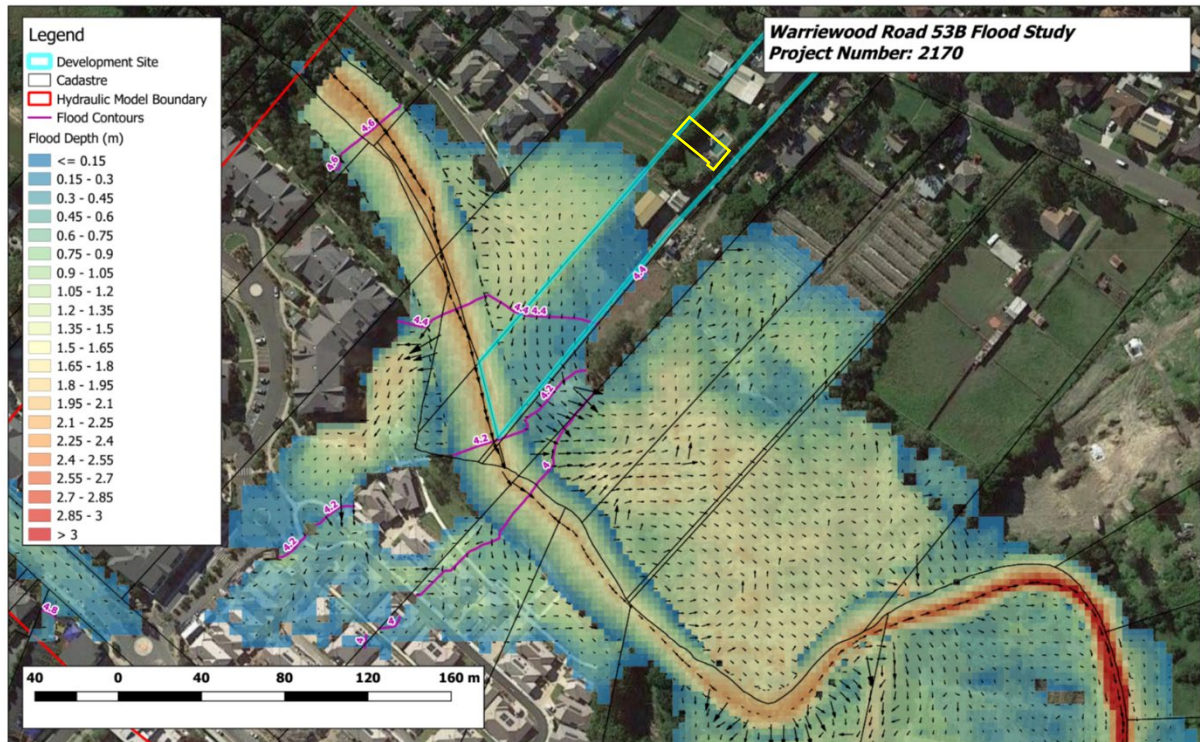 Warriewood Road 53B Flood Study
Project Number: 2170
Legend
Development Site
Cadastre
Hydraulic Model Boundary
Flood Contours
Flood Depth (m)
<= 0.15
0.15 - 0.3
0.3 - 0.45
0.45 - 0.6
0.6 - 0.75
0.75 - 0.9
0.9 - 1.05
1.05 - 1.2
1.2 - 1.35
1.35 - 1.5
1.5 - 1.65
1.65 - 1.8
1.8 - 1.95
1.95 - 2.1
2.1 - 2.25
2.25 - 2.4
2.4 - 2.55
2.55 - 2.7
2.7 - 2.85
2.85 - 3
> 3
4.6
4.6
4.4
4.4
4.4 4.4
4.2
4.2
4
4.2
4.2
4
4
4.8
40 0 40 80 120 160 m